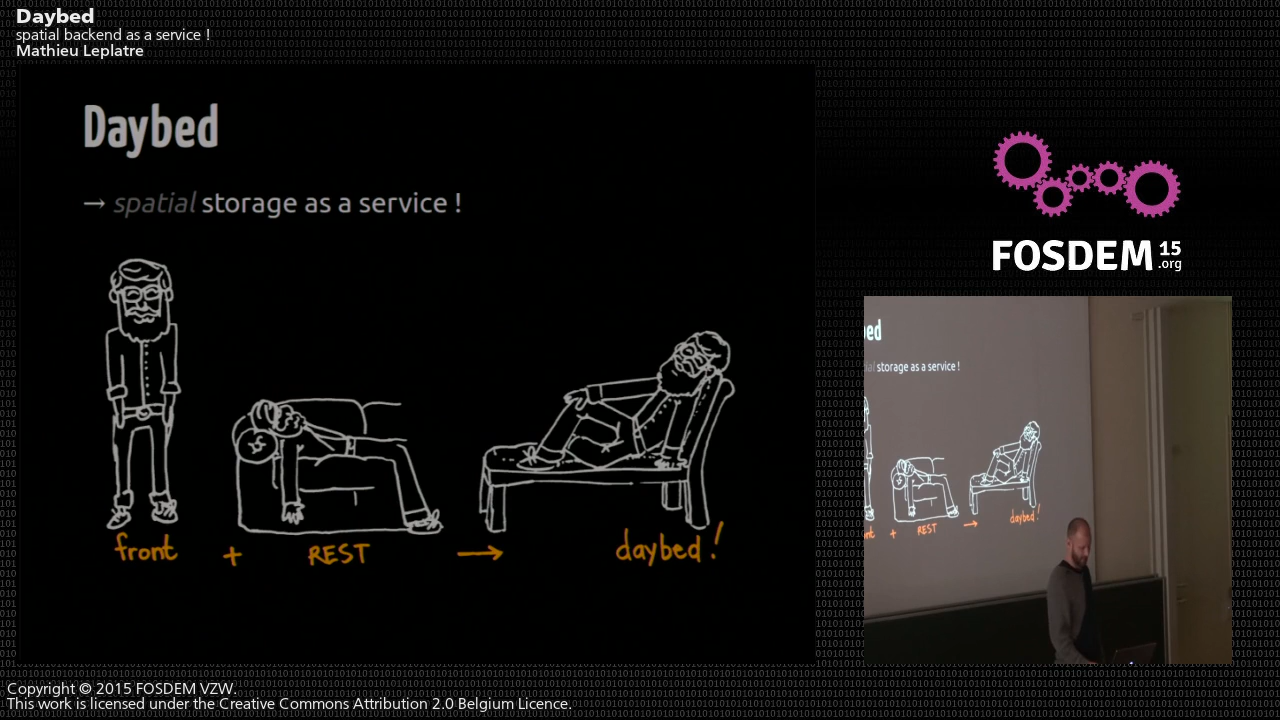 Daybed
spatial backend as a service !
Mathieu Leplatre
Daybed
→ spatial storage as a service !
front + REST → daybed !
FOSDEM 15
.org
ed
storage as a service !
+ REST → daybed!
Copyright © 2015 FOSDEM VZW.
This work is licensed under the Creative Commons Attribution 2.0 Belgium Licence.